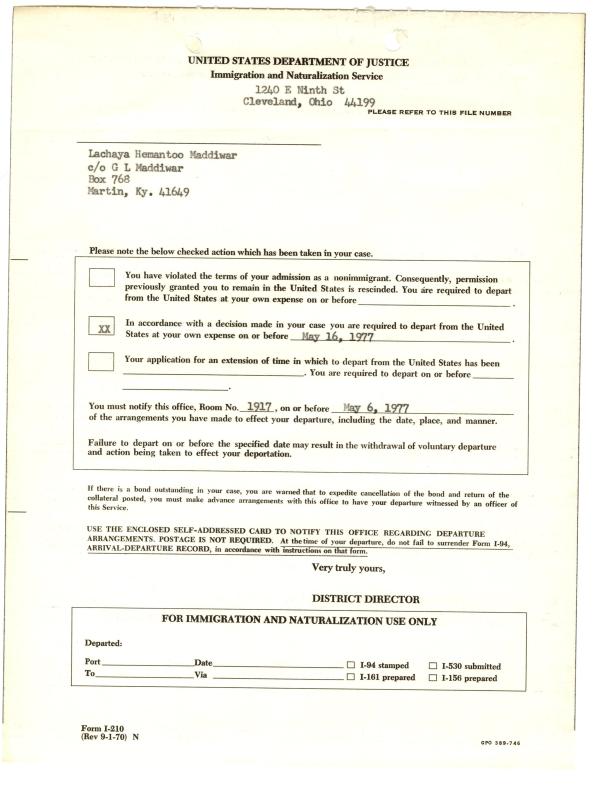 UNITED STATES DEPARTMENT OF JUSTICE
Immigration and Naturalization Service
1240 E Ninth St
Cleveland, Ohio 44199
PLEASE REFER TO THIS FILE NUMBER
Lachaya Hemantoo Maddiwar
c/o G L Maddiwar
Box 768
Martin, Ky. 41649
Please note the below checked action which has been taken in your case.
You have violated the terms of your admission as a nonimmigrant. Consequently, permission
previously granted you to remain in the United States is rescinded. You are required to depart
from the United States at your own expense on or before ________.
XX In accordance with a decision made in your case you are required to depart from the United
States at your own expense on or before May 16, 1977.
Your application for an extension of time in which to depart from the United States has been
________. You are required to depart on or before ________
________.
You must notify this office, Room No. 1917, on or before May 6, 1977
of the arrangements you have made to effect your departure, including the date, place, and manner.
Failure to depart on or before the specified date may result in the withdrawal of voluntary departure
and action being taken to effect your deportation.
If there is a bond outstanding in your case, you are warned that to expedite cancellation of the bond and return of the
collateral posted, you must make advance arrangements with this office to have your departure witnessed by an officer of
this Service.
USE THE ENCLOSED SELF-ADDRESSED CARD TO NOTIFY THIS OFFICE REGARDING DEPARTURE
ARRANGEMENTS. POSTAGE IS NOT REQUIRED. At the time of your departure, do not fail to surrender Form I-94,
ARRIVAL-DEPARTURE RECORD, in accordance with instructions on that form.
Very truly yours,
DISTRICT DIRECTOR
FOR IMMIGRATION AND NATURALIZATION USE ONLY
Departed:
Port ________ Date ________ ☐ I-94 stamped ☐ I-530 submitted
To ________ Via ________ ☐ I-161 prepared ☐ I-156 prepared
Form I-210
(Rev 9-1-70) N
GPO 389-746